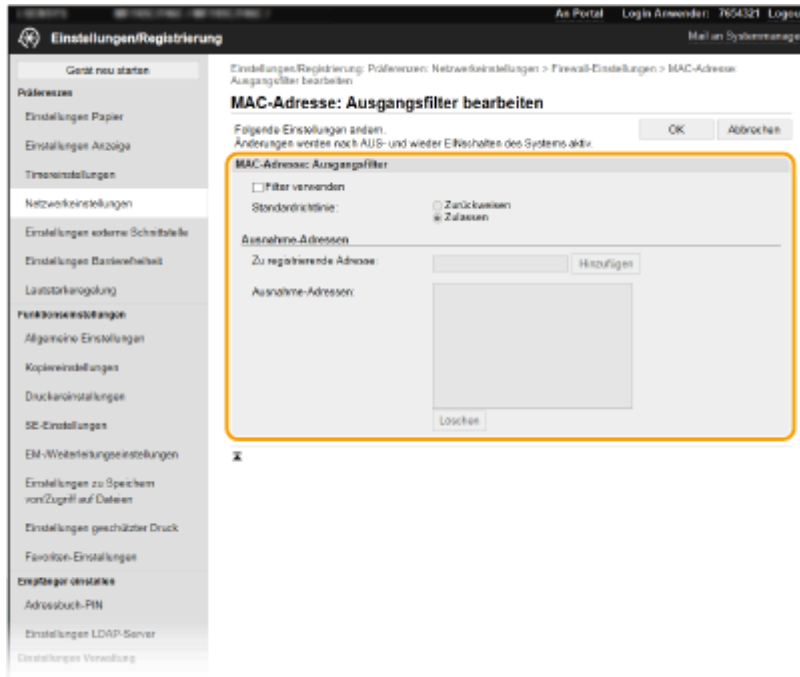 An Portal Login Anwender: 7654321 Logou
Einstellungen/Registrierung
Mail an Systemmanage
Gerät neu starten
Präferenzen
Einstellungen Papier
Einstellungen Anzeige
Timereinstellungen
Netzwerkeinstellungen
Einstellungen externe Schnittstelle
Einstellungen Barrierefreiheit
Lautstärkeregelung
Funktionseinstellungen
Allgemeine Einstellungen
Kopiereinstellungen
Druckereinstellungen
SE-Einstellungen
EM-/Weiterleitungseinstellungen
Einstellungen zu Speichern
von/Zugriff auf Dateien
Einstellungen geschützter Druck
Favoriten-Einstellungen
Empfänger einstellen
Adressbuch-PIN
Einstellungen LDAP-Server
Einstellungen Verwaltung
Einstellungen/Registrierung: Präferenzen: Netzwerkeinstellungen > Firewall-Einstellungen > MAC-Adresse:
Ausgangsfilter bearbeiten
MAC-Adresse: Ausgangsfilter bearbeiten
Folgende Einstellungen ändern.
Änderungen werden nach AUS- und wieder EINschalten des Systems aktiv.
OK
Abbrechen
MAC-Adresse: Ausgangsfilter
Filter verwenden
Standardrichtlinie:
Zurückweisen
Zulassen
Ausnahme-Adressen
Zu registrierende Adresse:
Hinzufügen
Ausnahme-Adressen:
Löschen